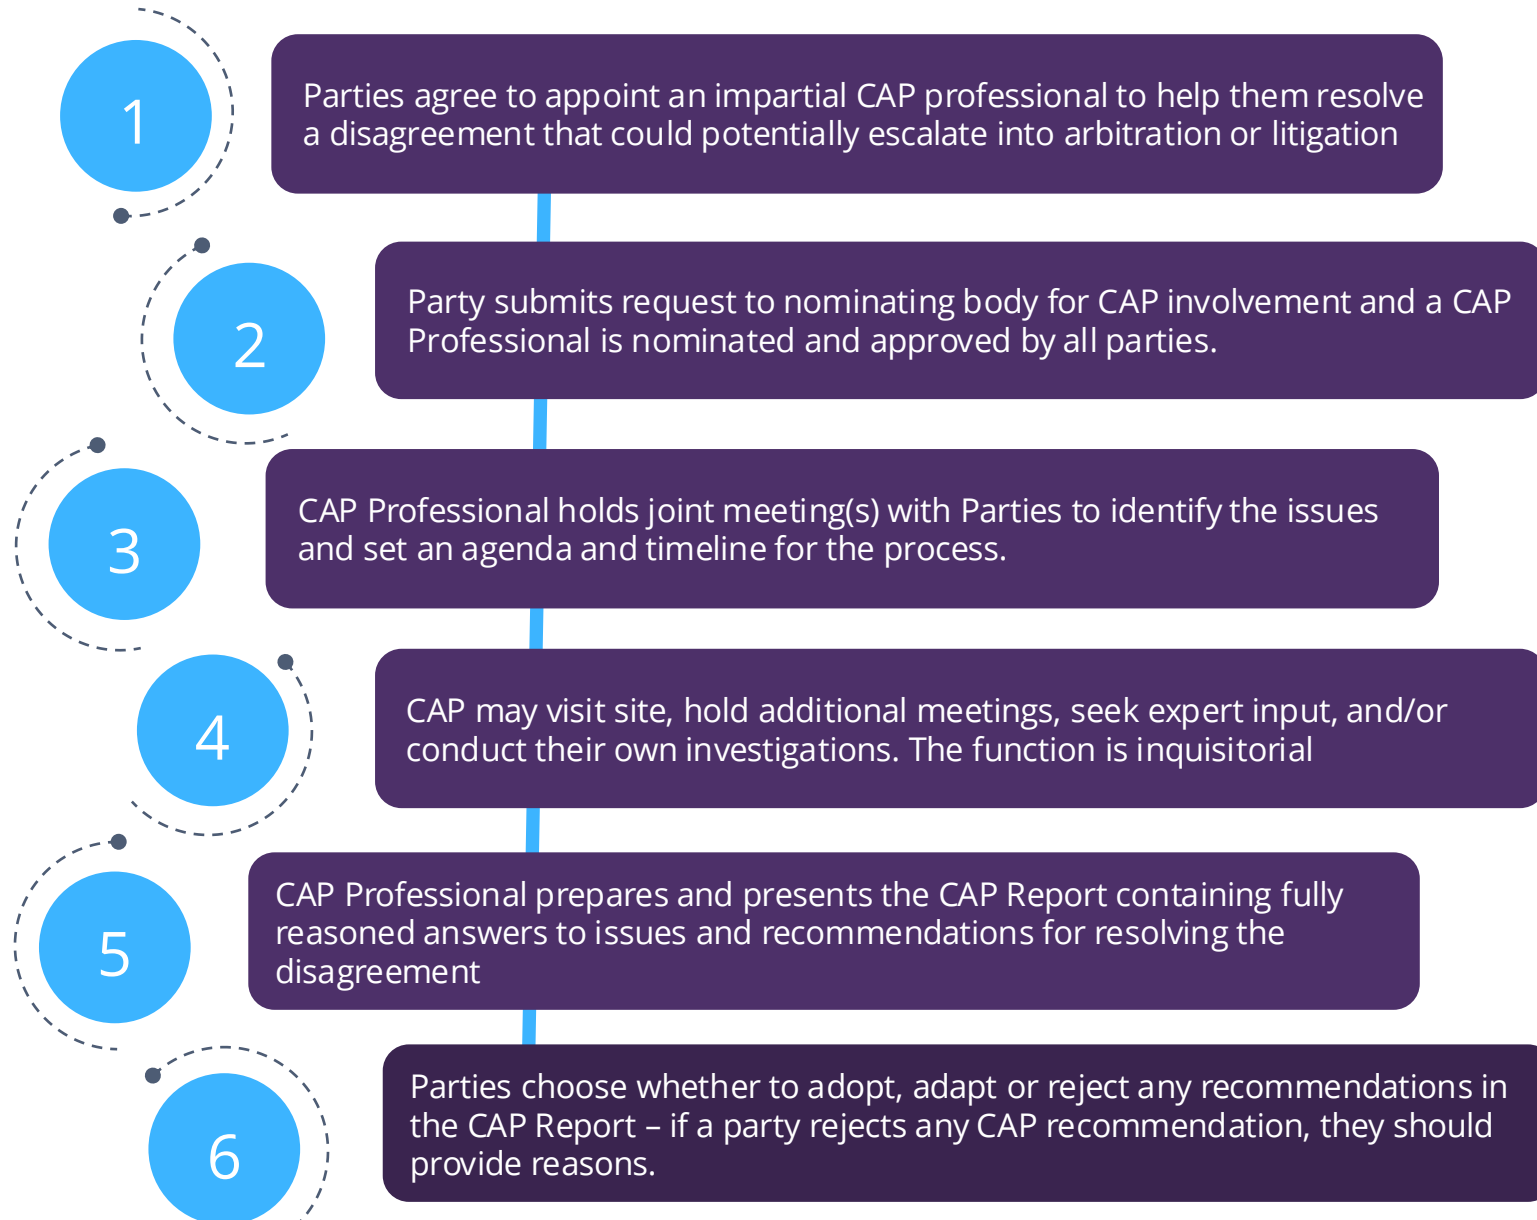 1
Parties agree to appoint an impartial CAP professional to help them resolve
a disagreement that could potentially escalate into arbitration or litigation
2
Party submits request to nominating body for CAP involvement and a CAP
Professional is nominated and approved by all parties.
3
CAP Professional holds joint meeting(s) with Parties to identify the issues
and set an agenda and timeline for the process.
4
CAP may visit site, hold additional meetings, seek expert input, and/or
conduct their own investigations. The function is inquisitorial
5
CAP Professional prepares and presents the CAP Report containing fully
reasoned answers to issues and recommendations for resolving the
disagreement
6
Parties choose whether to adopt, adapt or reject any recommendations in
the CAP Report – if a party rejects any CAP recommendation, they should
provide reasons.